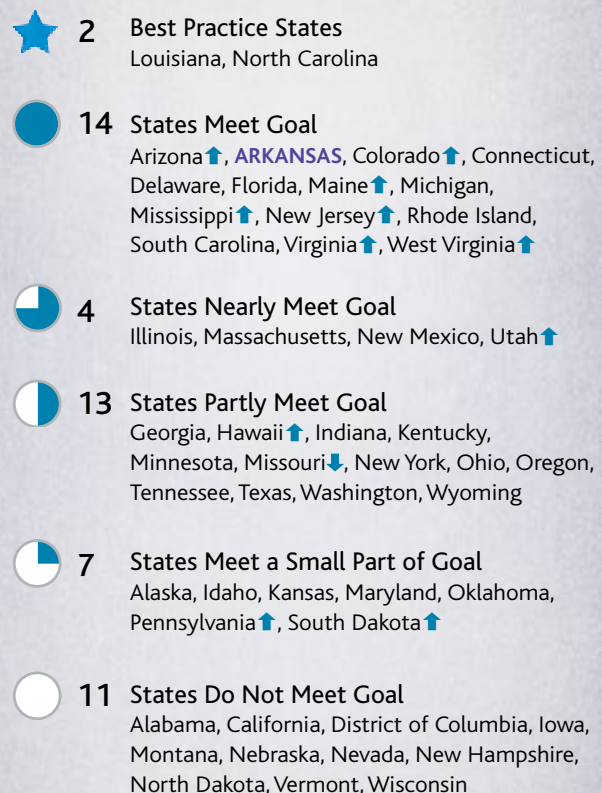 2 Best Practice States
Louisiana, North Carolina
14 States Meet Goal
Arizona⬆, ARKANSAS, Colorado⬆, Connecticut,
Delaware, Florida, Maine⬆, Michigan,
Mississippi⬆, New Jersey⬆, Rhode Island,
South Carolina, Virginia⬆, West Virginia⬆
4 States Nearly Meet Goal
Illinois, Massachusetts, New Mexico, Utah⬆
13 States Partly Meet Goal
Georgia, Hawaii⬆, Indiana, Kentucky,
Minnesota, Missouri⬇, New York, Ohio, Oregon,
Tennessee, Texas, Washington, Wyoming
7 States Meet a Small Part of Goal
Alaska, Idaho, Kansas, Maryland, Oklahoma,
Pennsylvania⬆, South Dakota⬆
11 States Do Not Meet Goal
Alabama, California, District of Columbia, Iowa,
Montana, Nebraska, Nevada, New Hampshire,
North Dakota, Vermont, Wisconsin